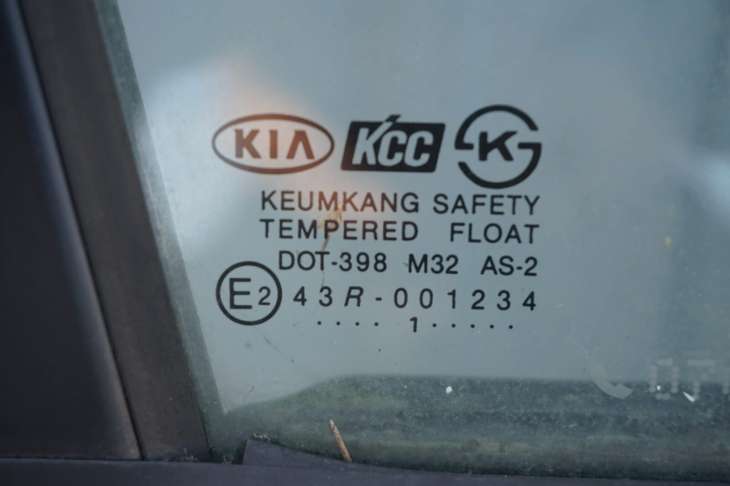 KIA KCC K
KEUMKANG SAFETY
TEMPERED FLOAT
DOT-398 M32 AS-2
E2 43R-001234
.... 1.....